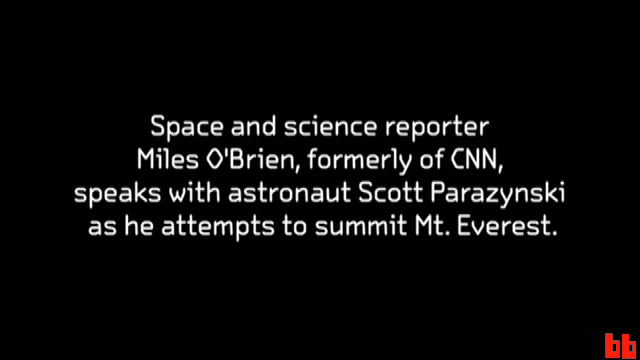 Space and science reporter
Miles O'Brien, formerly of CNN,
speaks with astronaut Scott Parazynski
as he attempts to summit Mt. Everest.
bb